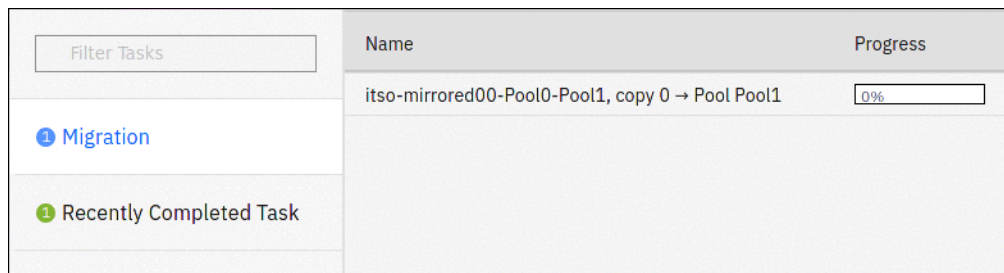 Filter Tasks
1 Migration
1 Recently Completed Task
Name Progress
itso-mirrored00-Pool0-Pool1, copy 0 → Pool Pool1 0%